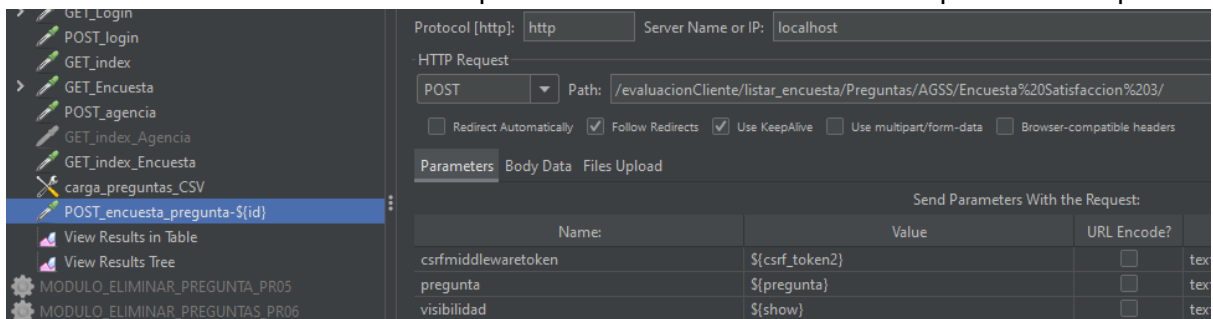 GET_Login
POST_login
GET_index
GET_Encuesta
POST_agencia
GET_index_Agencia
GET_index_Encuesta
carga_preguntas_CSV
POST_encuesta_pregunta-${id}
View Results in Table
View Results Tree
MODULO_ELIMINAR_PREGUNTA_PR05
MODULO_ELIMINAR_PREGUNTAS_PR06
Protocol [http]: http Server Name or IP: localhost
HTTP Request
POST Path: /evaluacionCliente/listar_encuesta/Preguntas/AGSS/Encuesta%20Satisfaccion%203/
Redirect Automatically Follow Redirects Use KeepAlive Use multipart/form-data Browser-compatible headers
Parameters Body Data Files Upload
Send Parameters With the Request:
Name: Value URL Encode?
csrfmiddlewaretoken ${csrf_token2} tex
pregunta ${pregunta} tex
visibilidad ${show} tex